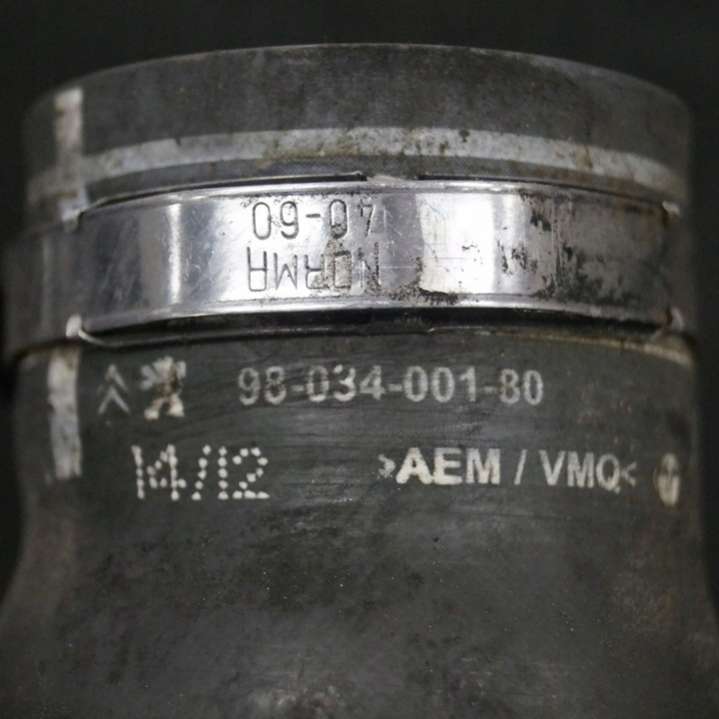 40-60
NORMA
98-034-001-80
14/12 >AEM / VMQ<